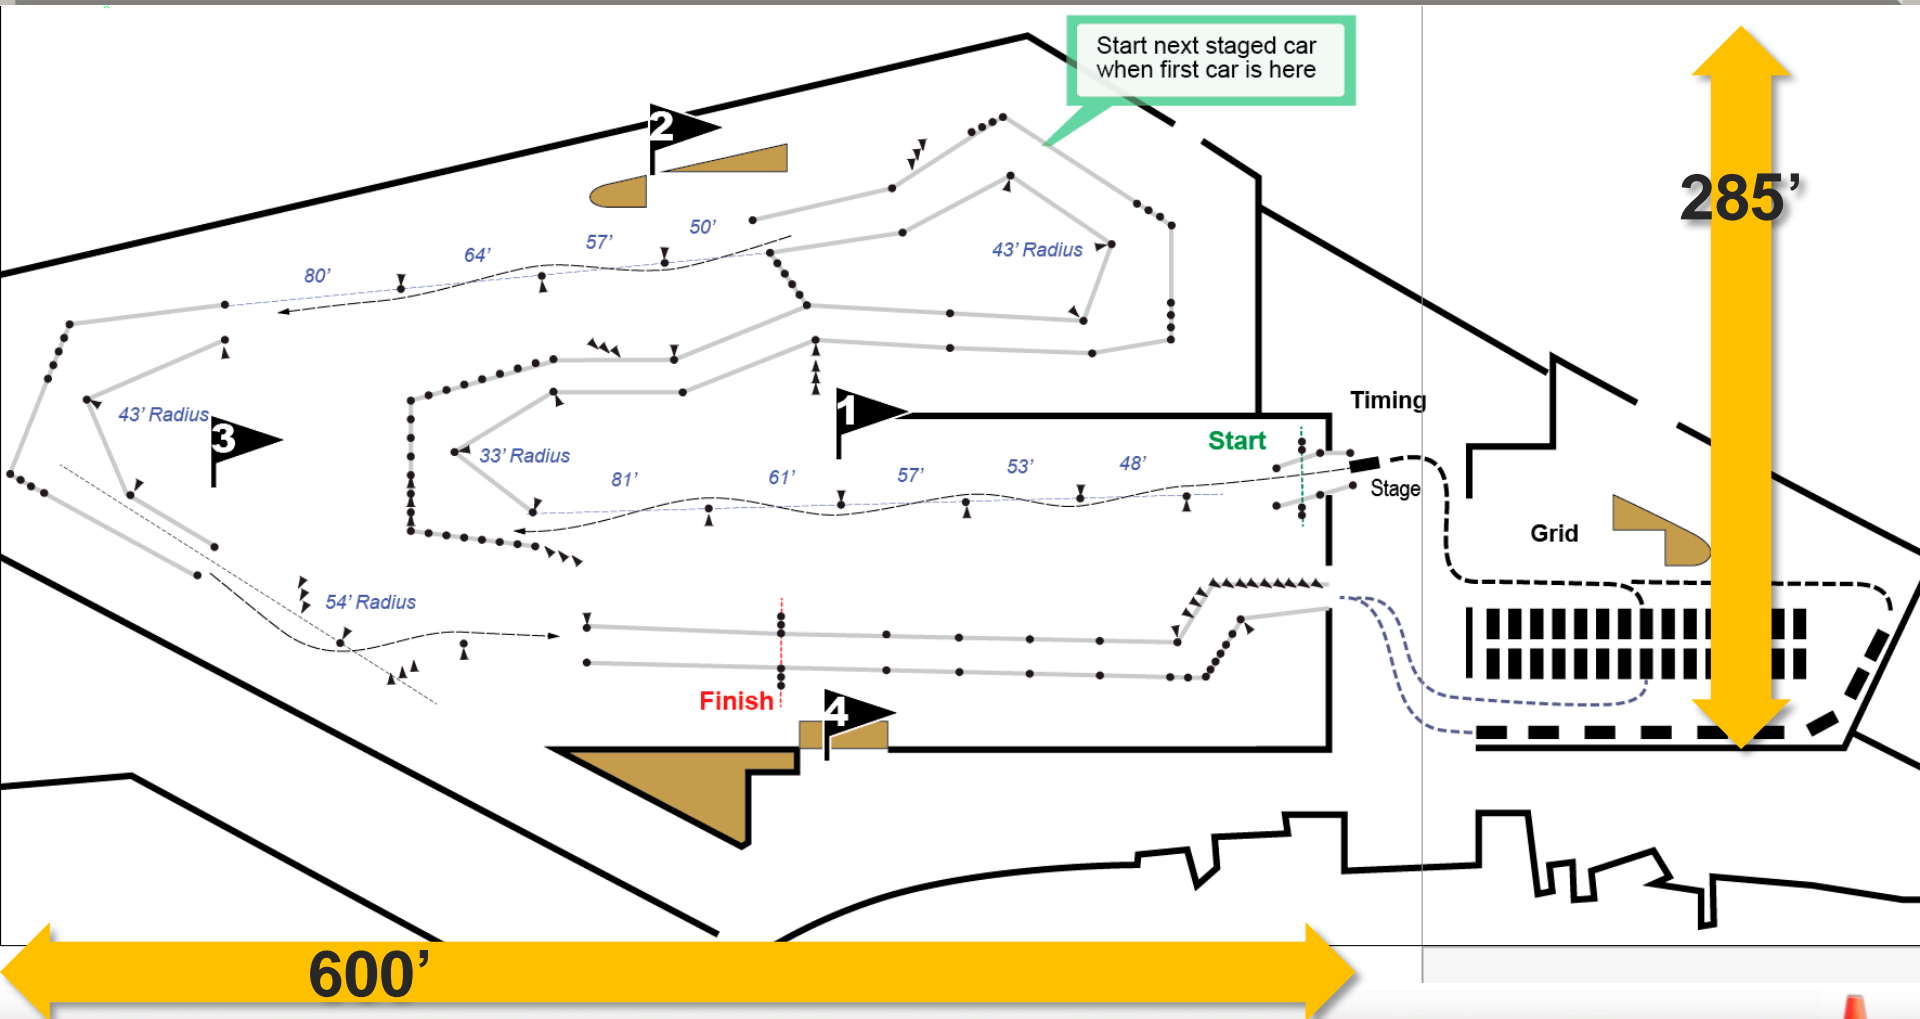 Start next staged car
when first car is here
2
285’
50’
57’
64’
80’
43’ Radius
43’ Radius
3
1
Timing
Start
33’ Radius
81’
61’
57’
53’
48’
Stage
Grid
54’ Radius
Finish
4
600’